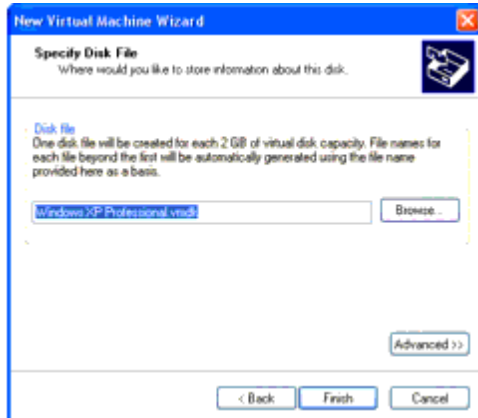 New Virtual Machine Wizard
Specify Disk File
Where would you like to store information about this disk.
Disk file
One disk file will be created for each 2 GB of virtual disk capacity. File names for
each file beyond the first will be automatically generated using the file name
provided here as a basis.
Windows XP Professional.vmdk
Browse...
Advanced >>
< Back
Finish
Cancel